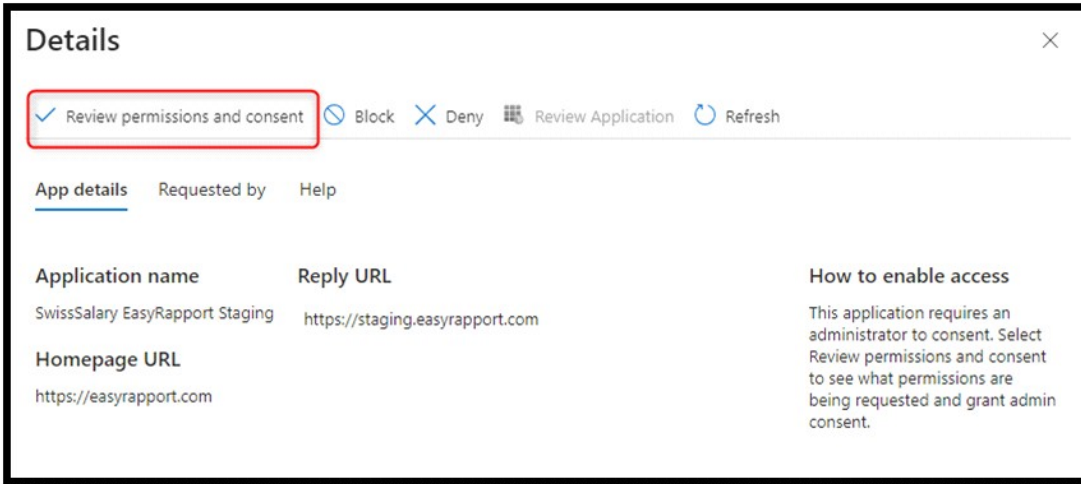 Details
Review permissions and consent Block Deny Review Application Refresh
App details Requested by Help
Application name
SwissSalary EasyRapport Staging
Homepage URL
https://easyrapport.com
Reply URL
https://staging.easyrapport.com
How to enable access
This application requires an
administrator to consent. Select
Review permissions and consent
to see what permissions are
being requested and grant admin
consent.